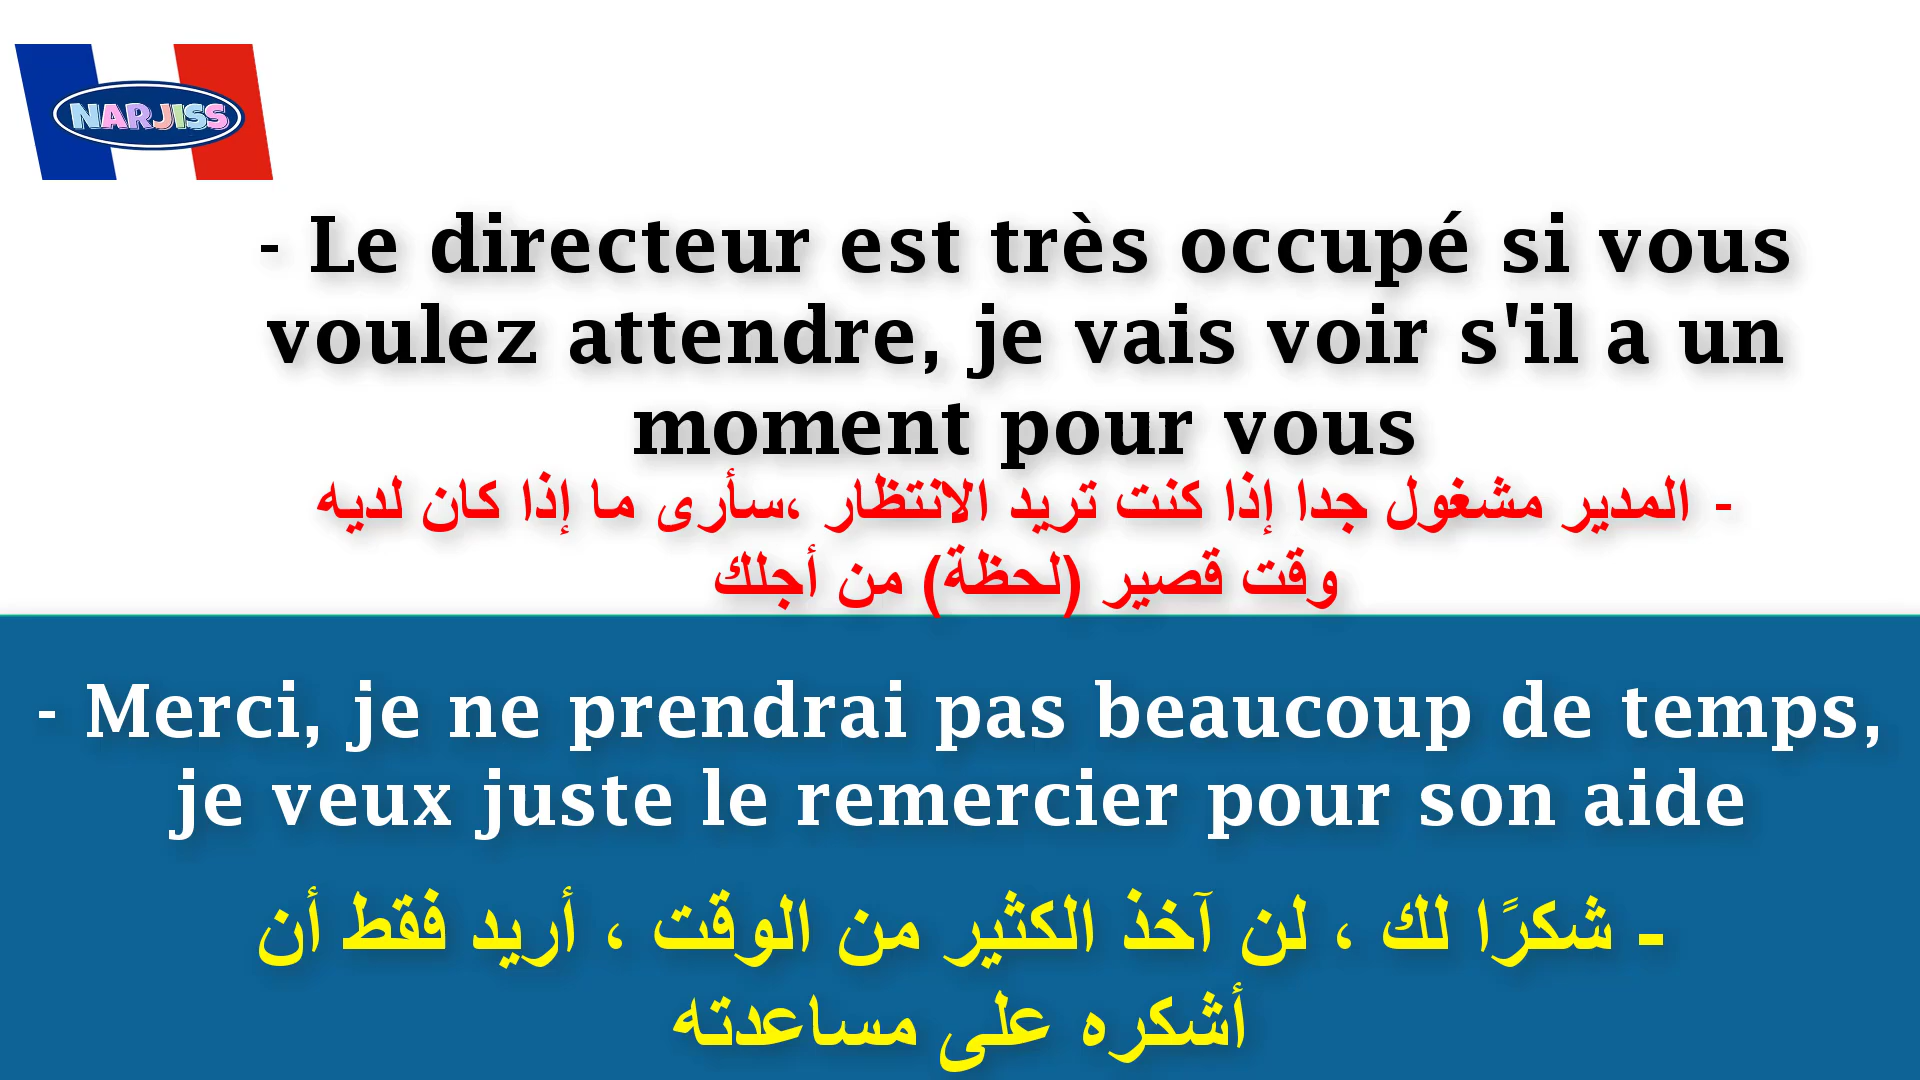 NARJISS
- Le directeur est très occupé si vous
voulez attendre, je vais voir s'il a un
moment pour vous
- المدير مشغول جدا إذا كنت تريد الانتظار ،سأرى ما إذا كان لديه
وقت قصير (لحظة) من أجلك
- Merci, je ne prendrai pas beaucoup de temps,
je veux juste le remercier pour son aide
- شكرًا لك ، لن آخذ الكثير من الوقت ، أريد فقط أن
أشكره على مساعدته